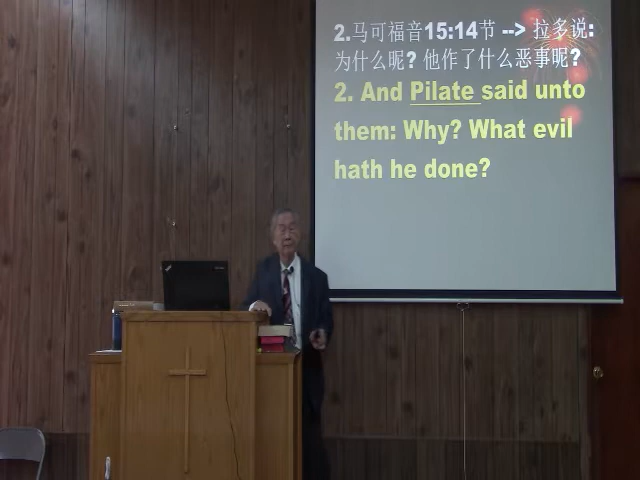 2.马可福音15:14节 --> 拉多说:
为什么呢? 他作了什么恶事呢?
2. And Pilate said unto
them: Why? What evil
hath he done?